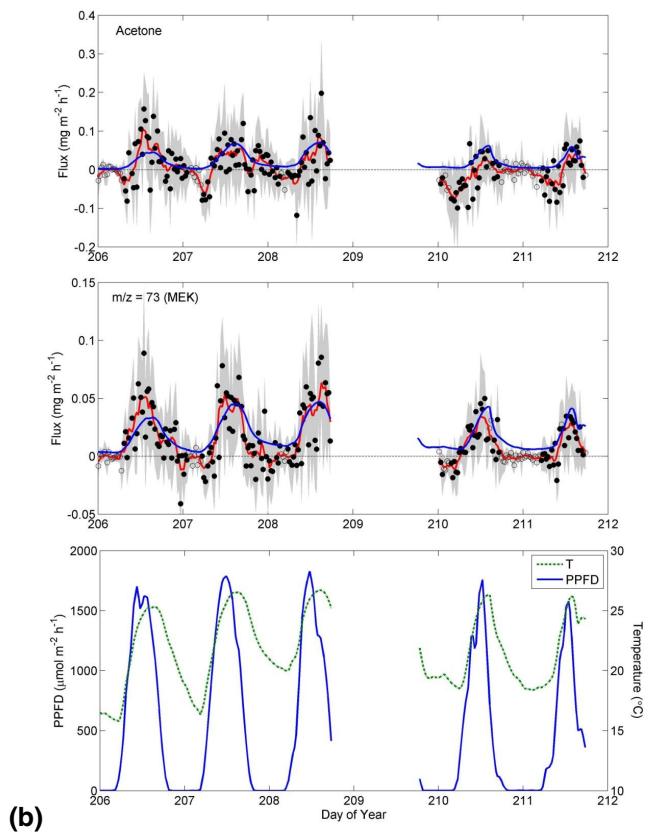 Acetone
Flux (mg m⁻² h⁻¹)
0.4
0.3
0.2
0.1
0
-0.1
-0.2
206 207 208 209 210 211 212
m/z = 73 (MEK)
Flux (mg m⁻² h⁻¹)
0.15
0.1
0.05
0
-0.05
206 207 208 209 210 211 212
PPFD (μmol m⁻² h⁻¹)
2000
1500
1000
500
0
T
PPFD
30
25
20
15
10
Temperature (°C)
206 207 208 209 210 211 212
Day of Year
(b)